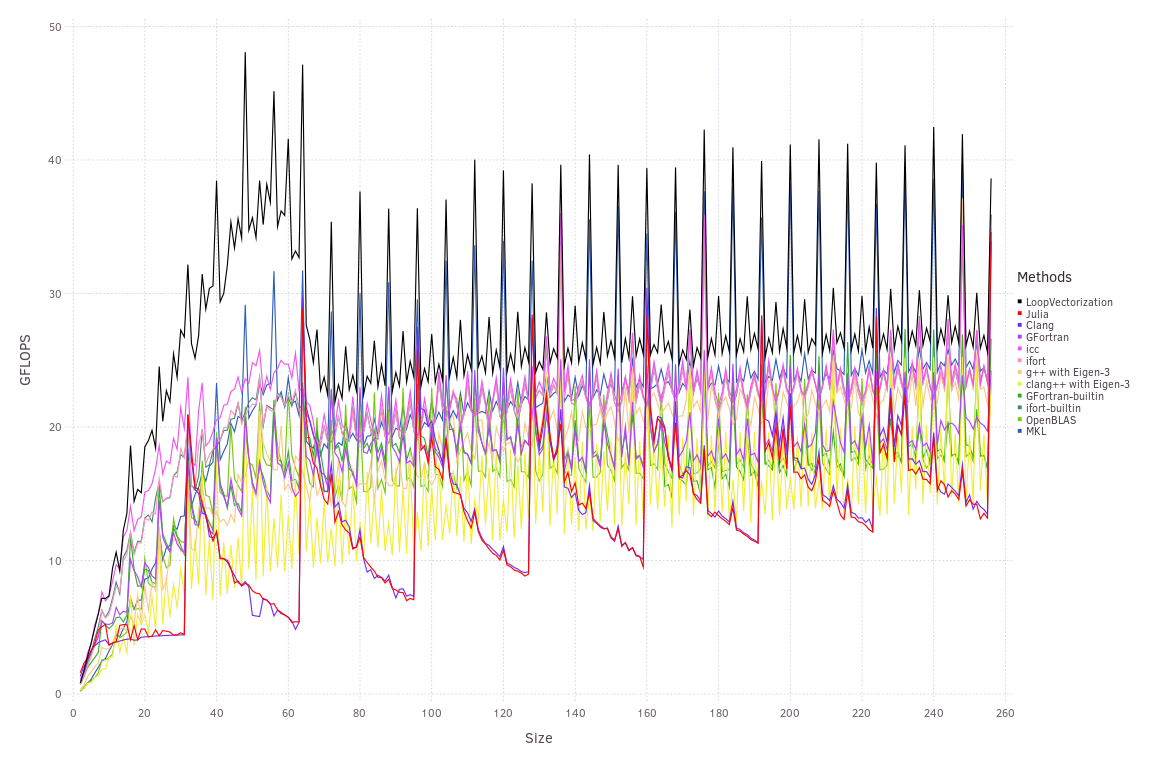 50
40
30
20
10
0
GFLOPS
0 20 40 60 80 100 120 140 160 180 200 220 240 260
Size
Methods
LoopVectorization
Julia
Clang
GFortran
icc
ifort
g++ with Eigen-3
clang++ with Eigen-3
GFortran-builtin
ifort-builtin
OpenBLAS
MKL